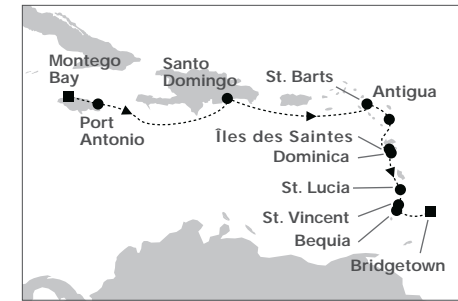 Montego
Bay
Port
Antonio
Santo
Domingo
St. Barts
Antigua
Îles des Saintes
Dominica
St. Lucia
St. Vincent
Bequia
Bridgetown